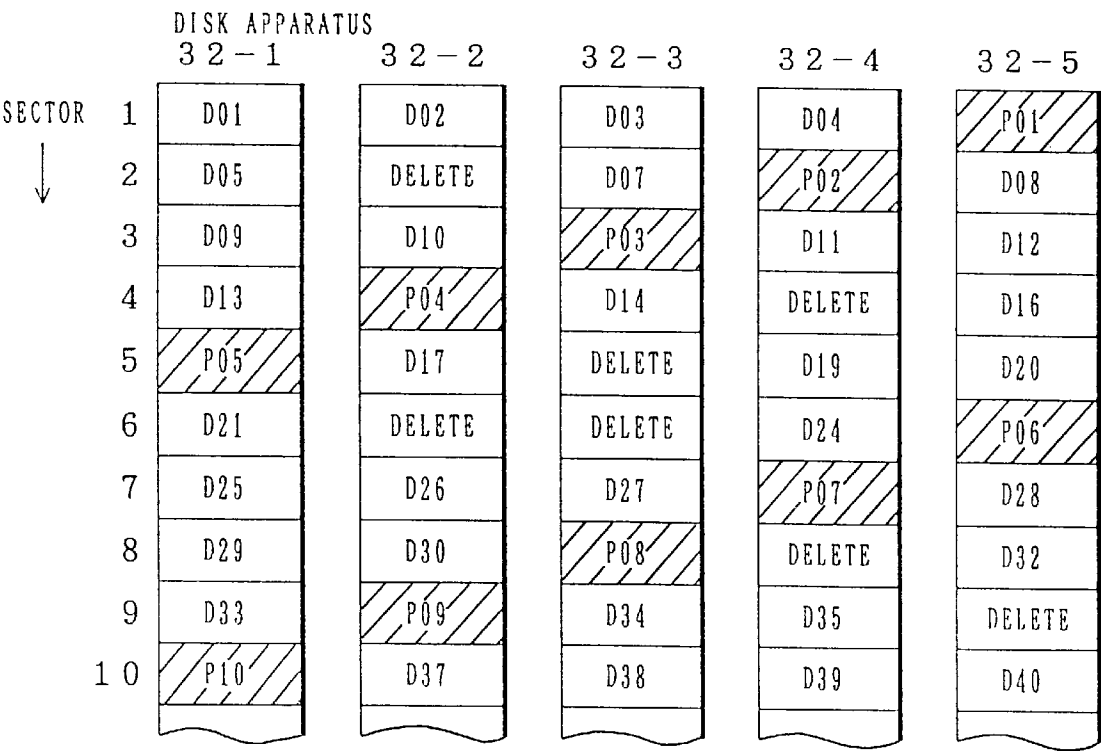 DISK APPARATUS
32-1 32-2 32-3 32-4 32-5
SECTOR 1 D01 D02 D03 D04 P01
2 D05 DELETE D07 P02 D08
3 D09 D10 P03 D11 D12
4 D13 P04 D14 DELETE D16
5 P05 D17 DELETE D19 D20
6 D21 DELETE DELETE D24 P06
7 D25 D26 D27 P07 D28
8 D29 D30 P08 DELETE D32
9 D33 P09 D34 D35 DELETE
10 P10 D37 D38 D39 D40